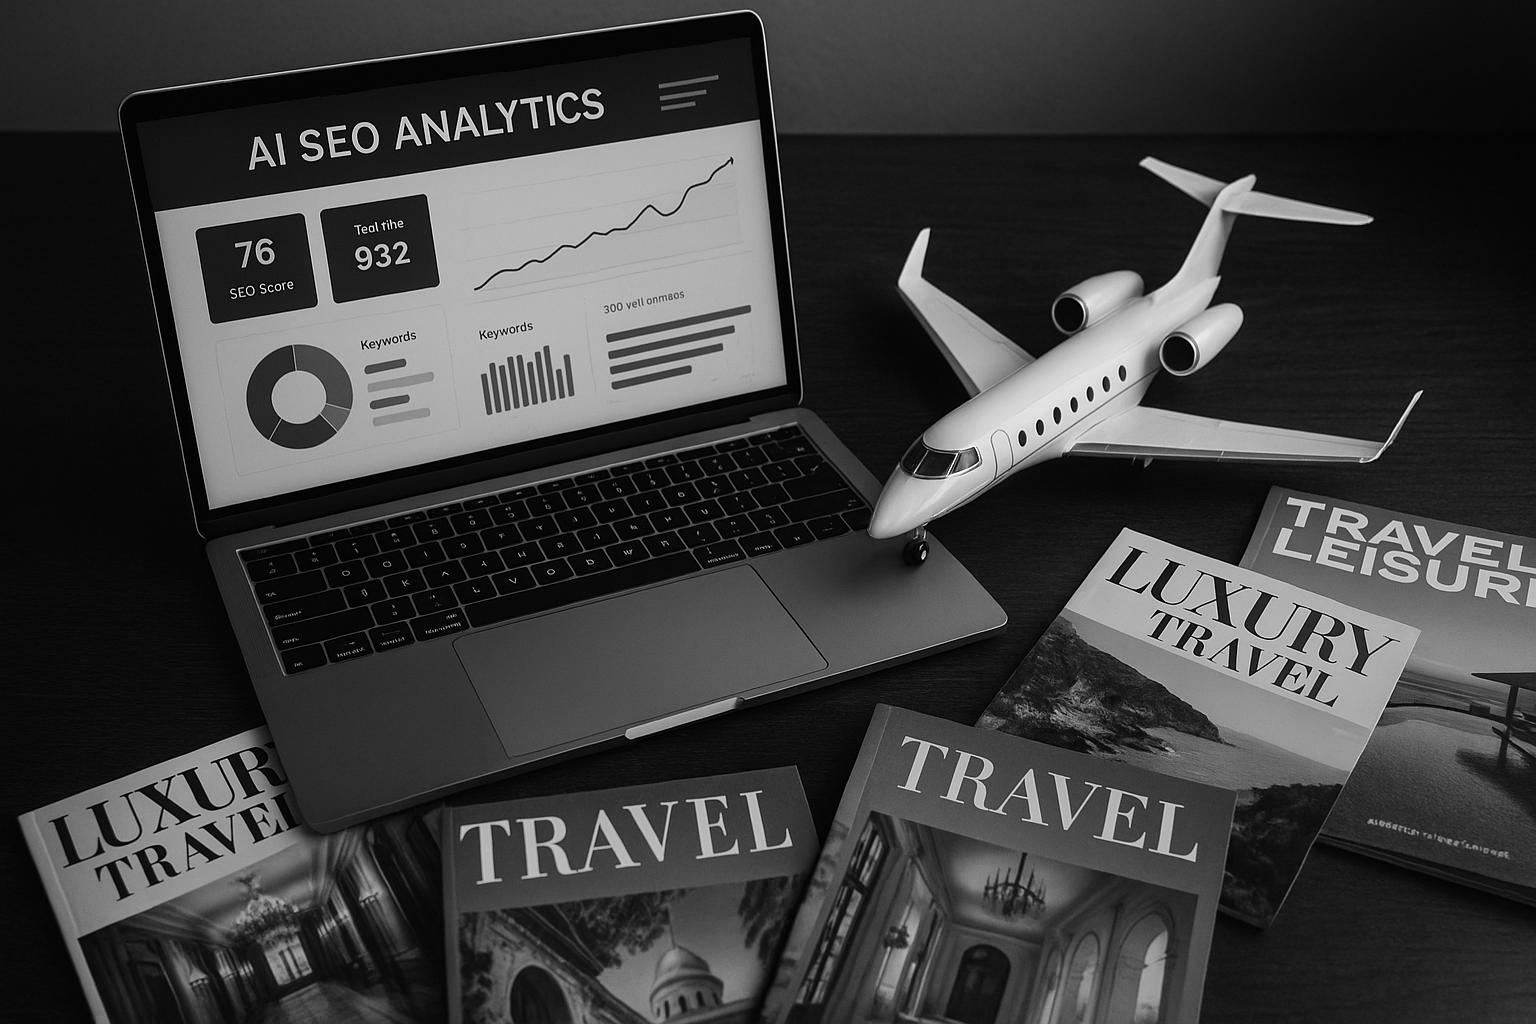 AI SEO ANALYTICS
76
SEO Score
Teal tihe
932
Keywords
Keywords
300 vell onmaos
LUXURY
TRAVEL
TRAVEL
TRAVEL
LUXURY
TRAVEL
TRAVEL
LEISURE